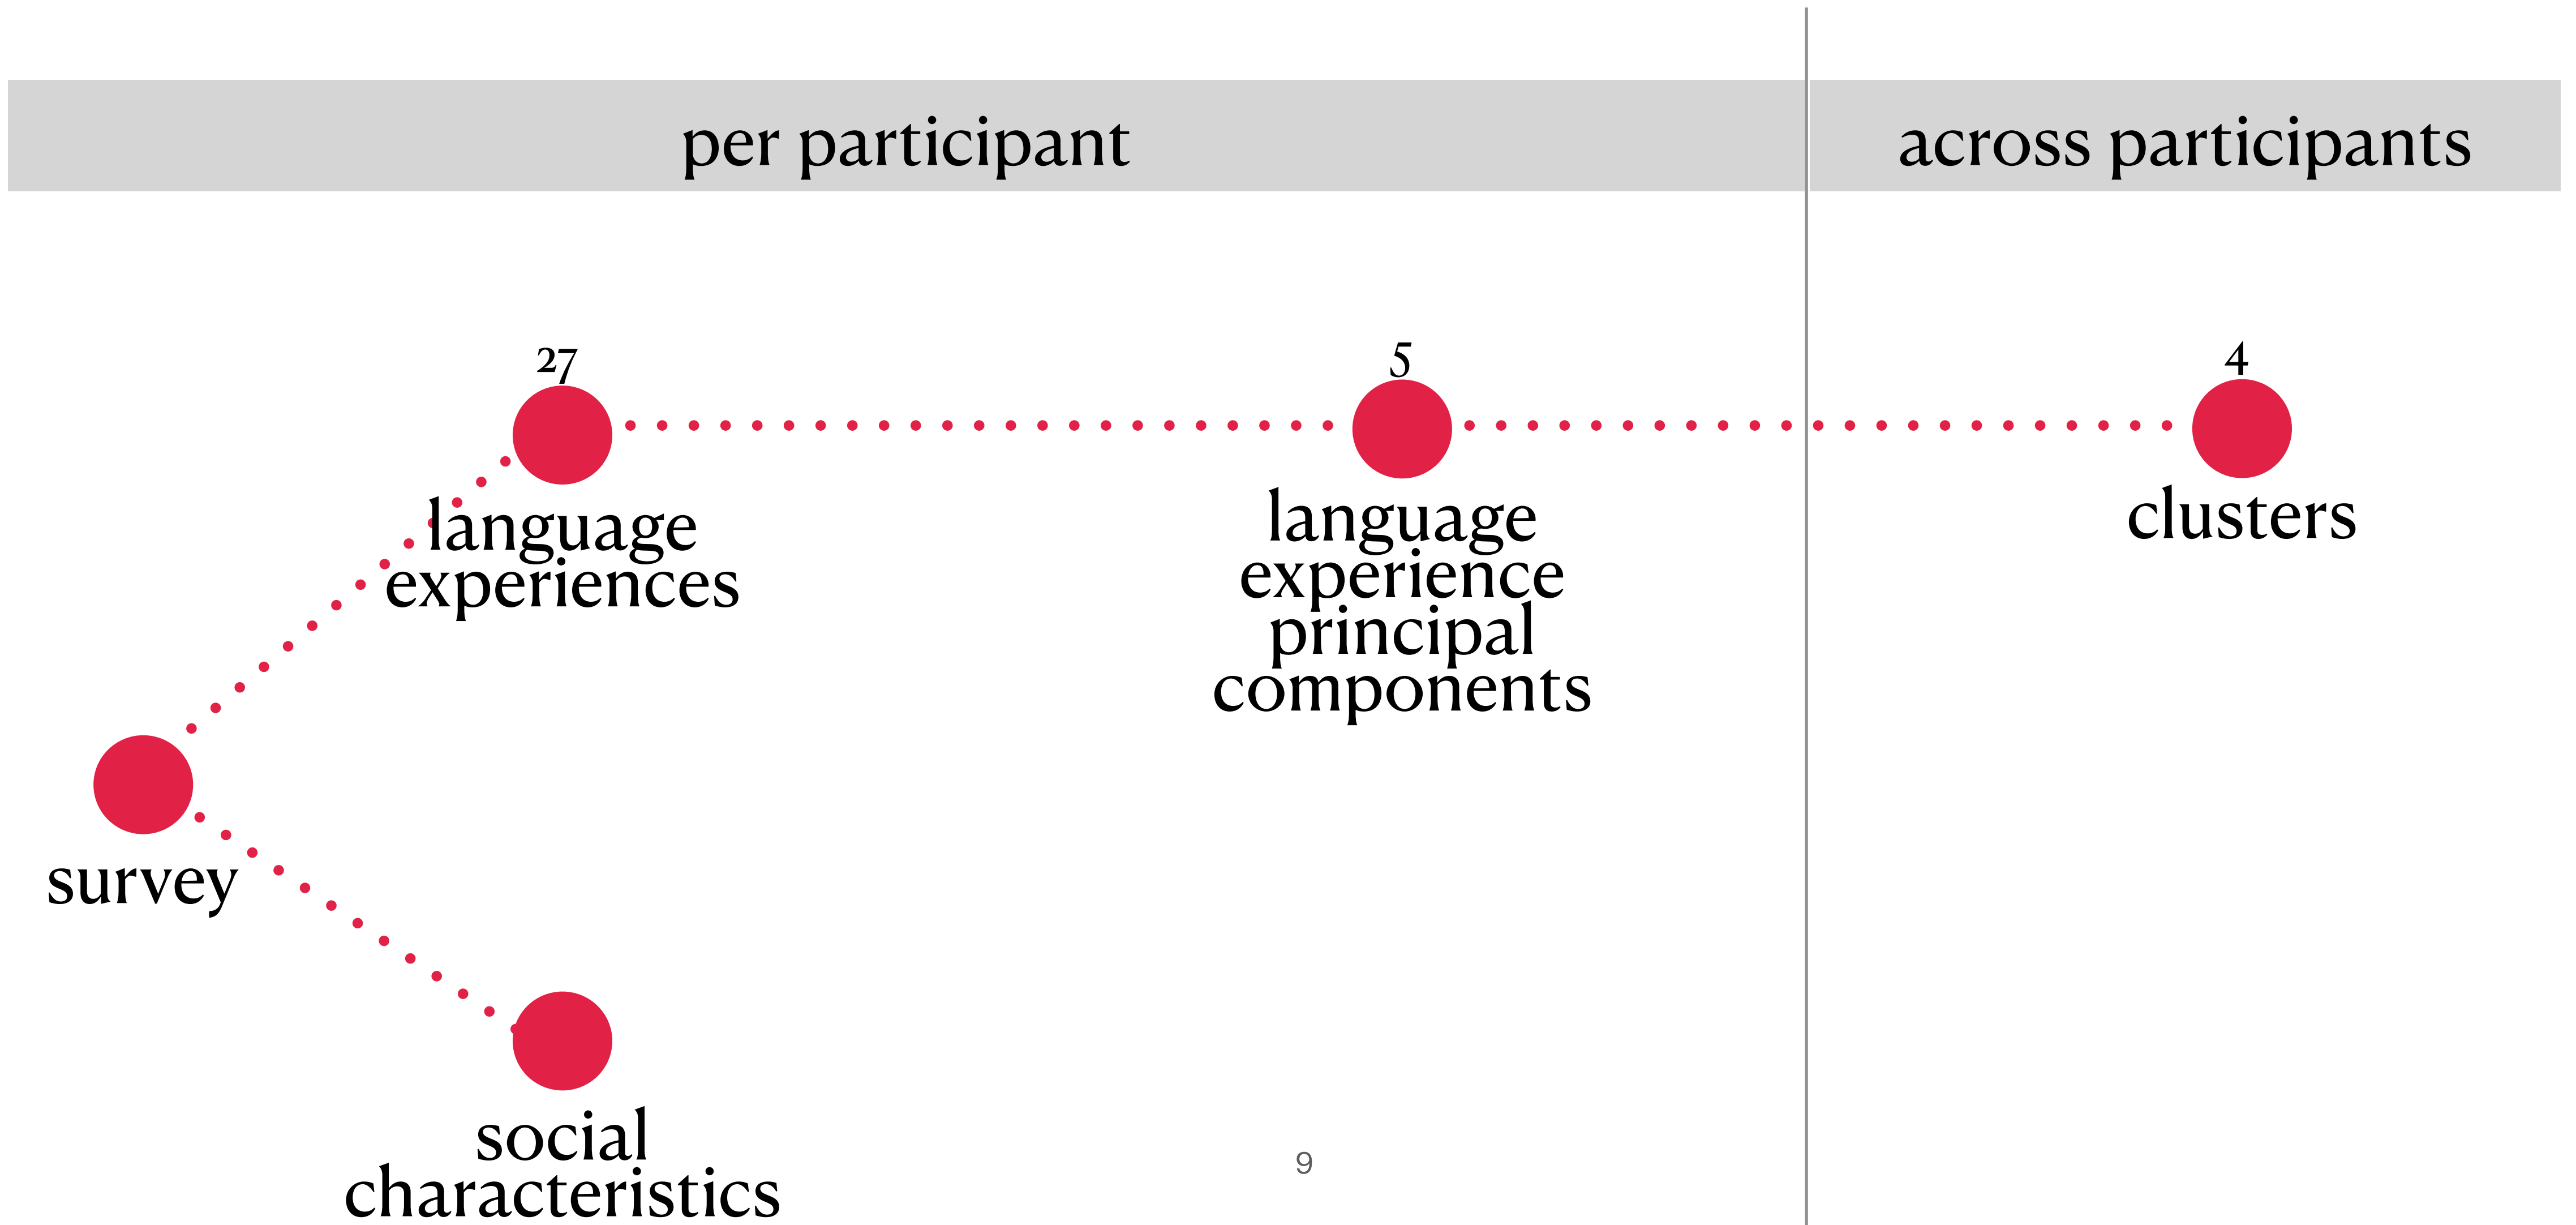 per participant
across participants
27
5
4
language
experiences
language
experience
principal
components
clusters
survey
social
characteristics
9